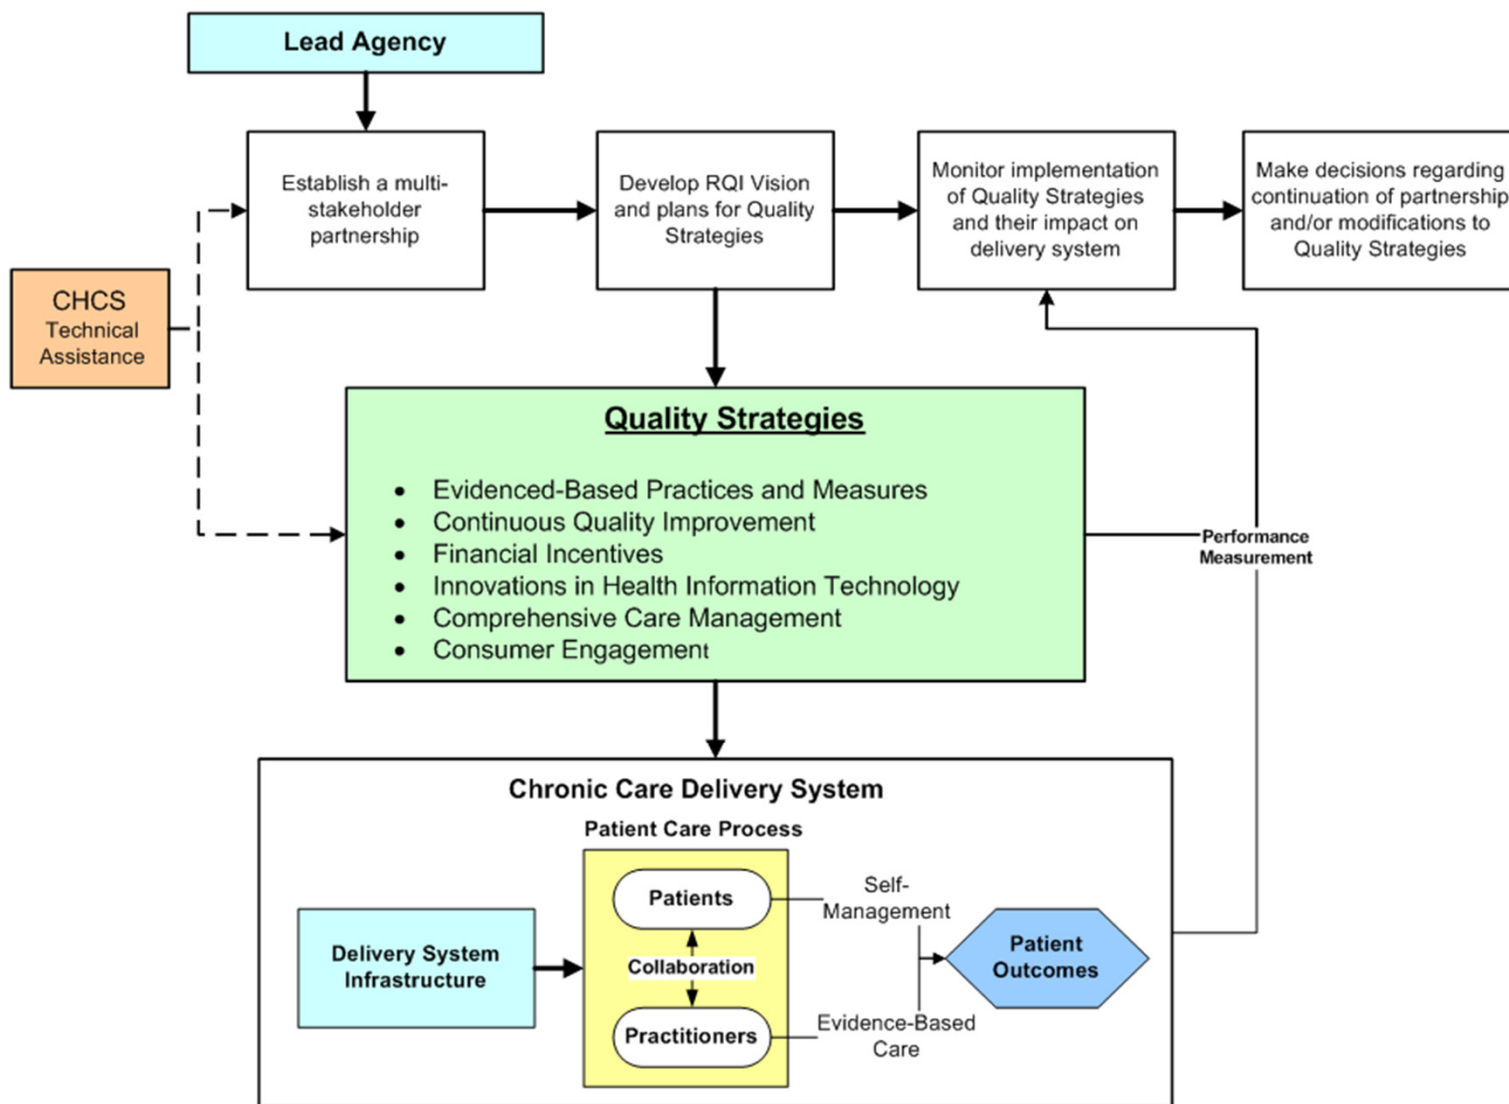 Lead Agency
Establish a multi-
stakeholder
partnership
Develop RQI Vision
and plans for Quality
Strategies
Monitor implementation
of Quality Strategies
and their impact on
delivery system
Make decisions regarding
continuation of partnership
and/or modifications to
Quality Strategies
CHCS
Technical
Assistance
Quality Strategies
• Evidenced-Based Practices and Measures
• Continuous Quality Improvement
• Financial Incentives
• Innovations in Health Information Technology
• Comprehensive Care Management
• Consumer Engagement
Performance
Measurement
Chronic Care Delivery System
Patient Care Process
Delivery System
Infrastructure
Patients
Collaboration
Practitioners
Self-
Management
Evidence-Based
Care
Patient
Outcomes